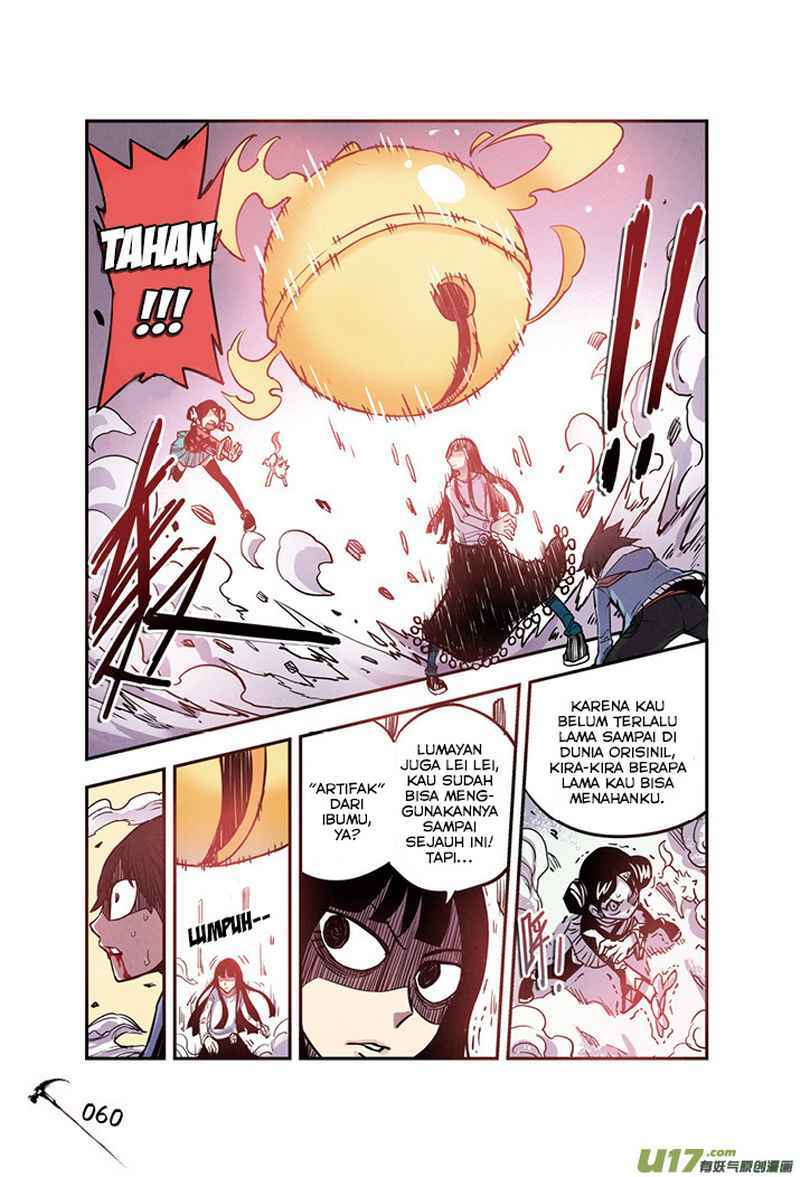 TAHAN
!!!
LUMPUH--
"ARTIFAK"
DARI
IBUMU,
YA?
LUMAYAN
JUGA LEI LEI,
KAU SUDAH
BISA MENG-
GUNAKANNYA
SAMPAI
SEJAUH INI!
TAPI...
KARENA KAU
BELUM TERLALU
LAMA SAMPAI DI
DUNIA ORISINIL,
KIRA-KIRA BERAPA
LAMA KAU BISA
MENAHANKU.
060
U17.com
有妖气原创漫画